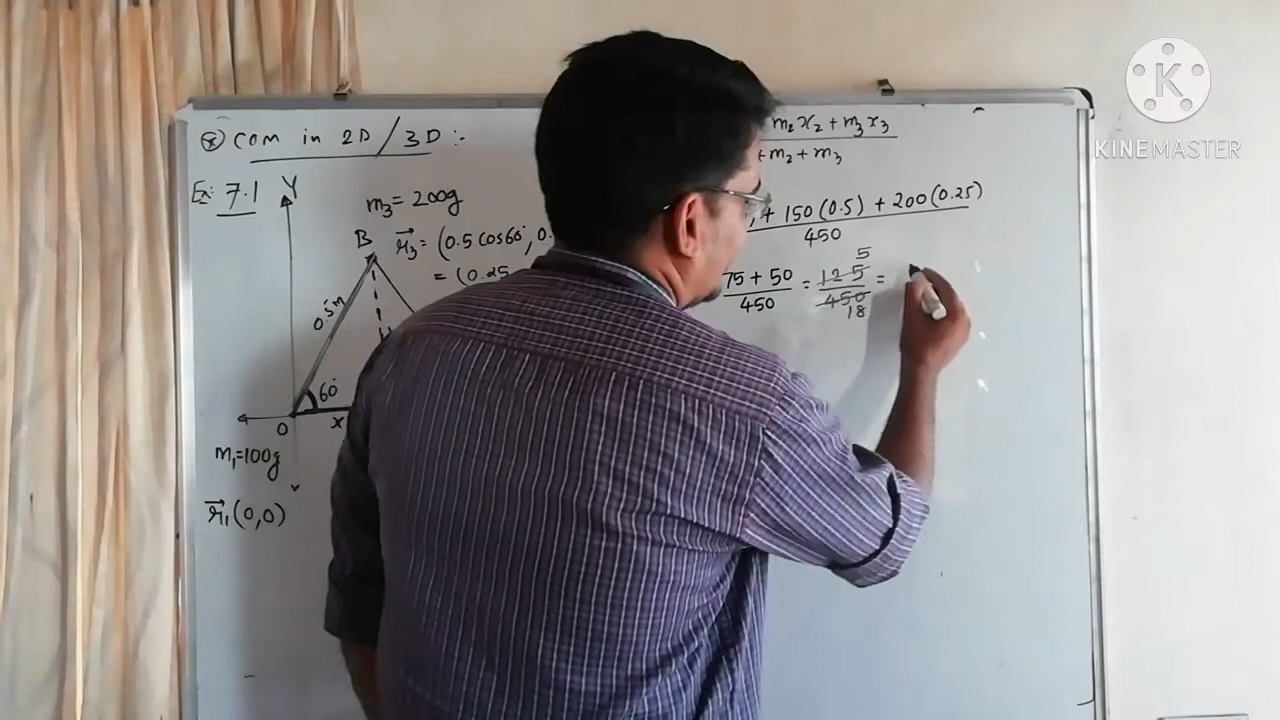 COM in 2D/3D:-
Ex: 7.1
Y
m₃ = 200g
B
r⃗₃ = (0.5 cos60°, 0.
= (0.25
0.5m
60°
O
x
m₁=100g
r⃗₁(0,0)
m₂x₂ + m₃x₃
+ m₂ + m₃
+ 150(0.5) + 200(0.25)
450
75 + 50
450
= 125
450
5
18
=
K
KINEMASTER